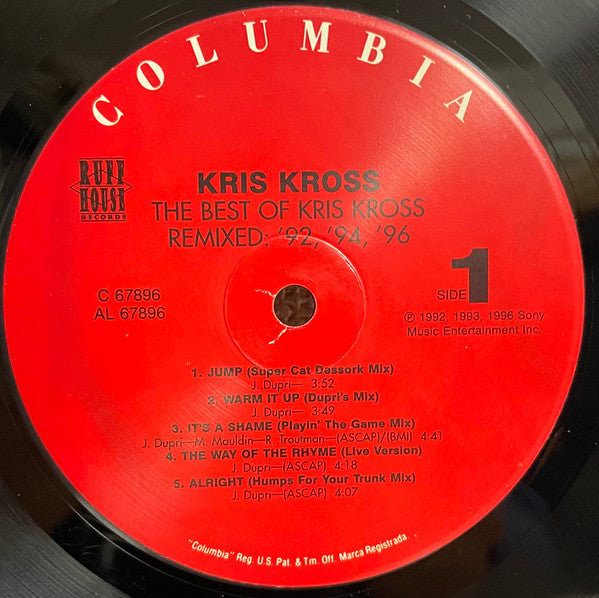 COLUMBIA
RUFF
HOUSE
RECORDS
KRIS KROSS
THE BEST OF KRIS KROSS
REMIXED: '92, '94, '96
C 67896
AL 67896
SIDE 1
℗ 1992, 1993, 1996 Sony
Music Entertainment Inc.
1. JUMP (Super Cat Dessork Mix)
J. Dupri— 3:52
2. WARM IT UP (Dupri's Mix)
J. Dupri— 3:49
3. IT'S A SHAME (Playin' The Game Mix)
J. Dupri—M. Mauldin—R. Troutman—(ASCAP)/(BMI) 4:41
4. THE WAY OF THE RHYME (Live Version)
J. Dupri—(ASCAP) 4:18
5. ALRIGHT (Humps For Your Trunk Mix)
J. Dupri—(ASCAP) 4:07
"Columbia" Reg. U.S. Pat. & Tm. Off. Marca Registrada.